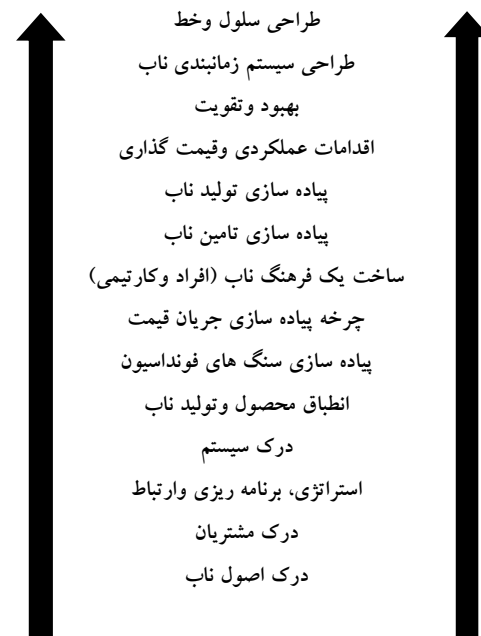 طراحی سلول وخط
طراحی سیستم زمانبندی ناب
بهبود وتقویت
اقدامات عملکردی وقیمت گذاری
پیاده سازی تولید ناب
پیاده سازی تامین ناب
ساخت یک فرهنگ ناب (افراد وکارتیمی)
چرخه پیاده سازی جریان قیمت
پیاده سازی سنگ های فونداسیون
انطباق محصول وتولید ناب
درک سیستم
استراتژی، برنامه ریزی وارتباط
درک مشتریان
درک اصول ناب